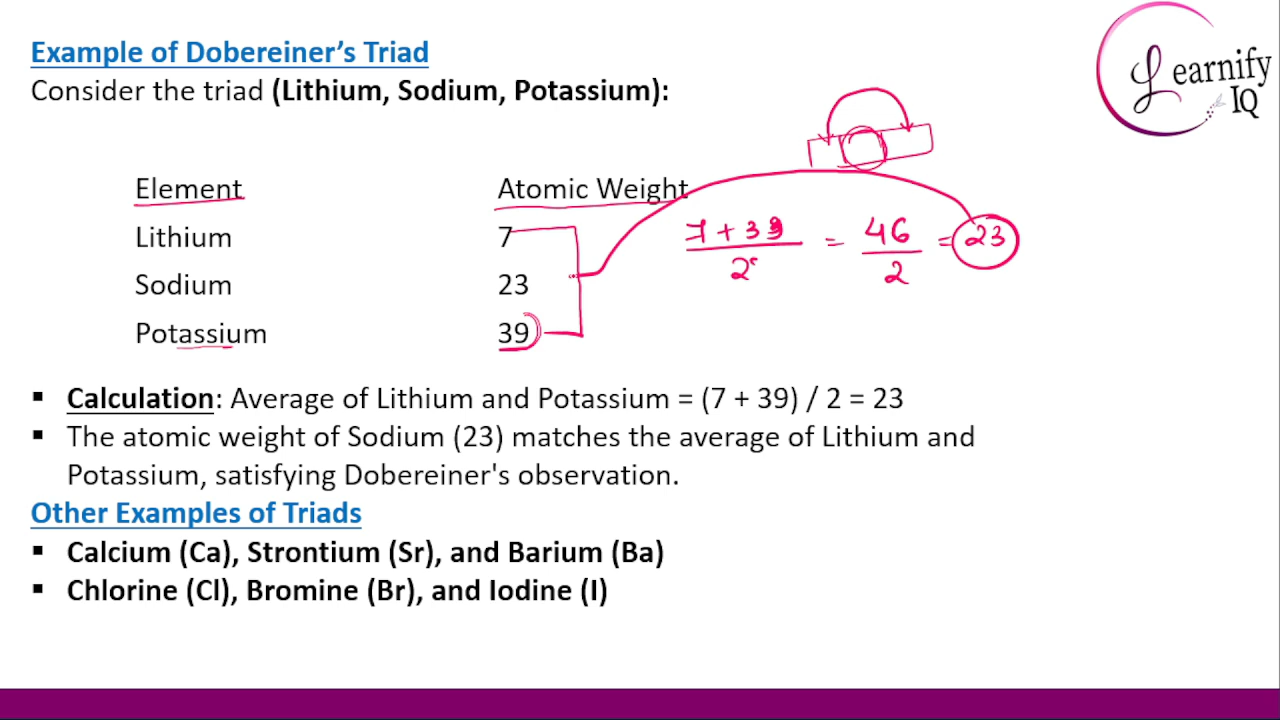 Example of Dobereiner's Triad
Learnify
IQ
Consider the triad (Lithium, Sodium, Potassium):
Element Atomic Weight
Lithium 7
Sodium 23
Potassium 39
7 + 39 / 2 = 46 / 2 = 23
▪ Calculation: Average of Lithium and Potassium = (7 + 39) / 2 = 23
▪ The atomic weight of Sodium (23) matches the average of Lithium and
Potassium, satisfying Dobereiner's observation.
Other Examples of Triads
▪ Calcium (Ca), Strontium (Sr), and Barium (Ba)
▪ Chlorine (Cl), Bromine (Br), and Iodine (I)